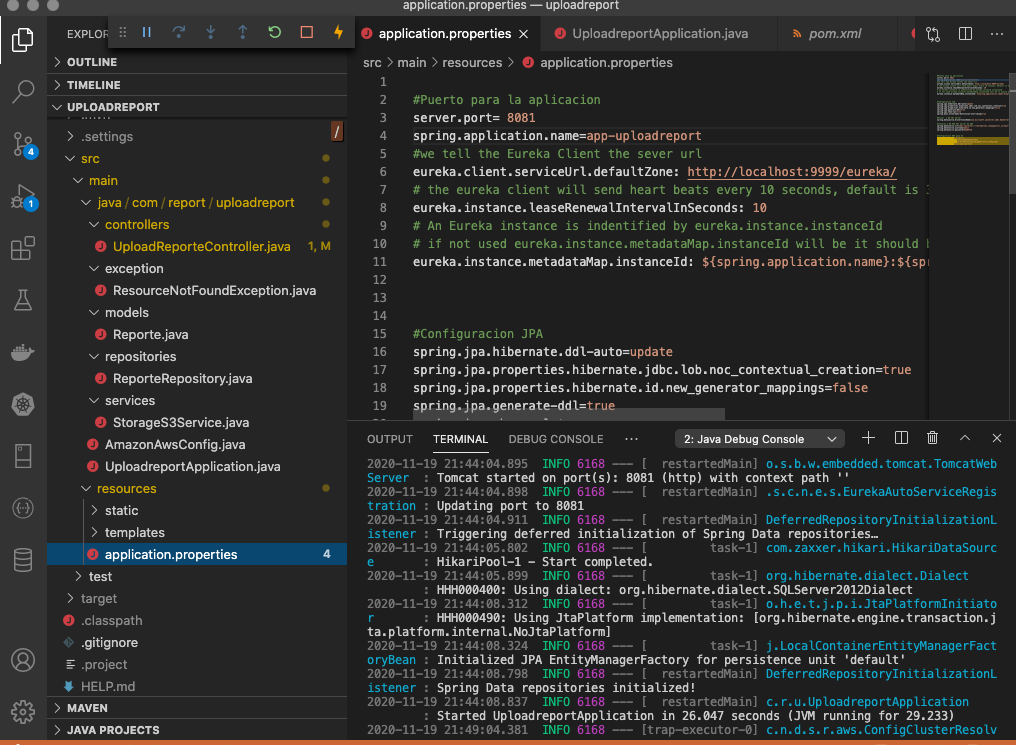 application.properties — uploadreport
EXPLOR
application.properties
UploadreportApplication.java
pom.xml
OUTLINE
TIMELINE
UPLOADREPORT
.settings
src
main
java / com / report / uploadreport
controllers
UploadReporteController.java 1, M
exception
ResourceNotFoundException.java
models
Reporte.java
repositories
ReporteRepository.java
services
StorageS3Service.java
AmazonAwsConfig.java
UploadreportApplication.java
resources
static
templates
application.properties 4
test
target
.classpath
.gitignore
.project
HELP.md
MAVEN
JAVA PROJECTS
4
1
src > main > resources > application.properties
1
2 #Puerto para la aplicacion
3 server.port= 8081
4 spring.application.name=app-uploadreport
5 #we tell the Eureka Client the sever url
6 eureka.client.serviceUrl.defaultZone: http://localhost:9999/eureka/
7 # the eureka client will send heart beats every 10 seconds, default is
8 eureka.instance.leaseRenewalIntervalInSeconds: 10
9 # An Eureka instance is indentified by eureka.instance.instanceId
10 # if not used eureka.instance.metadataMap.instanceId will be it should
11 eureka.instance.metadataMap.instanceId: ${spring.application.name}:${spr
12
13
14
15 #Configuracion JPA
16 spring.jpa.hibernate.ddl-auto=update
17 spring.jpa.properties.hibernate.jdbc.lob.noc_contextual_creation=true
18 spring.jpa.properties.hibernate.id.new_generator_mappings=false
19 spring.jpa.generate-ddl=true
OUTPUT TERMINAL DEBUG CONSOLE ··· 2: Java Debug Console
2020-11-19 21:44:04.895 INFO 6168 --- [ restartedMain] o.s.b.w.embedded.tomcat.TomcatWeb
Server : Tomcat started on port(s): 8081 (http) with context path ''
2020-11-19 21:44:04.898 INFO 6168 --- [ restartedMain] .s.c.n.e.s.EurekaAutoServiceRegis
tration : Updating port to 8081
2020-11-19 21:44:04.911 INFO 6168 --- [ restartedMain] DeferredRepositoryInitializationL
istener : Triggering deferred initialization of Spring Data repositories…
2020-11-19 21:44:05.802 INFO 6168 --- [ task-1] com.zaxxer.hikari.HikariDataSourc
e : HikariPool-1 - Start completed.
2020-11-19 21:44:05.899 INFO 6168 --- [ task-1] org.hibernate.dialect.Dialect
: HHH000400: Using dialect: org.hibernate.dialect.SQLServer2012Dialect
2020-11-19 21:44:08.312 INFO 6168 --- [ task-1] o.h.e.t.j.p.i.JtaPlatformInitiato
r : HHH000490: Using JtaPlatform implementation: [org.hibernate.engine.transaction.j
ta.platform.internal.NoJtaPlatform]
2020-11-19 21:44:08.324 INFO 6168 --- [ task-1] j.LocalContainerEntityManagerFact
oryBean : Initialized JPA EntityManagerFactory for persistence unit 'default'
2020-11-19 21:44:08.798 INFO 6168 --- [ restartedMain] DeferredRepositoryInitializationL
istener : Spring Data repositories initialized!
2020-11-19 21:44:08.837 INFO 6168 --- [ restartedMain] c.r.u.UploadreportApplication
: Started UploadreportApplication in 26.047 seconds (JVM running for 29.233)
2020-11-19 21:49:04.381 INFO 6168 --- [trap-executor-0] c.n.d.s.r.aws.ConfigClusterResolv